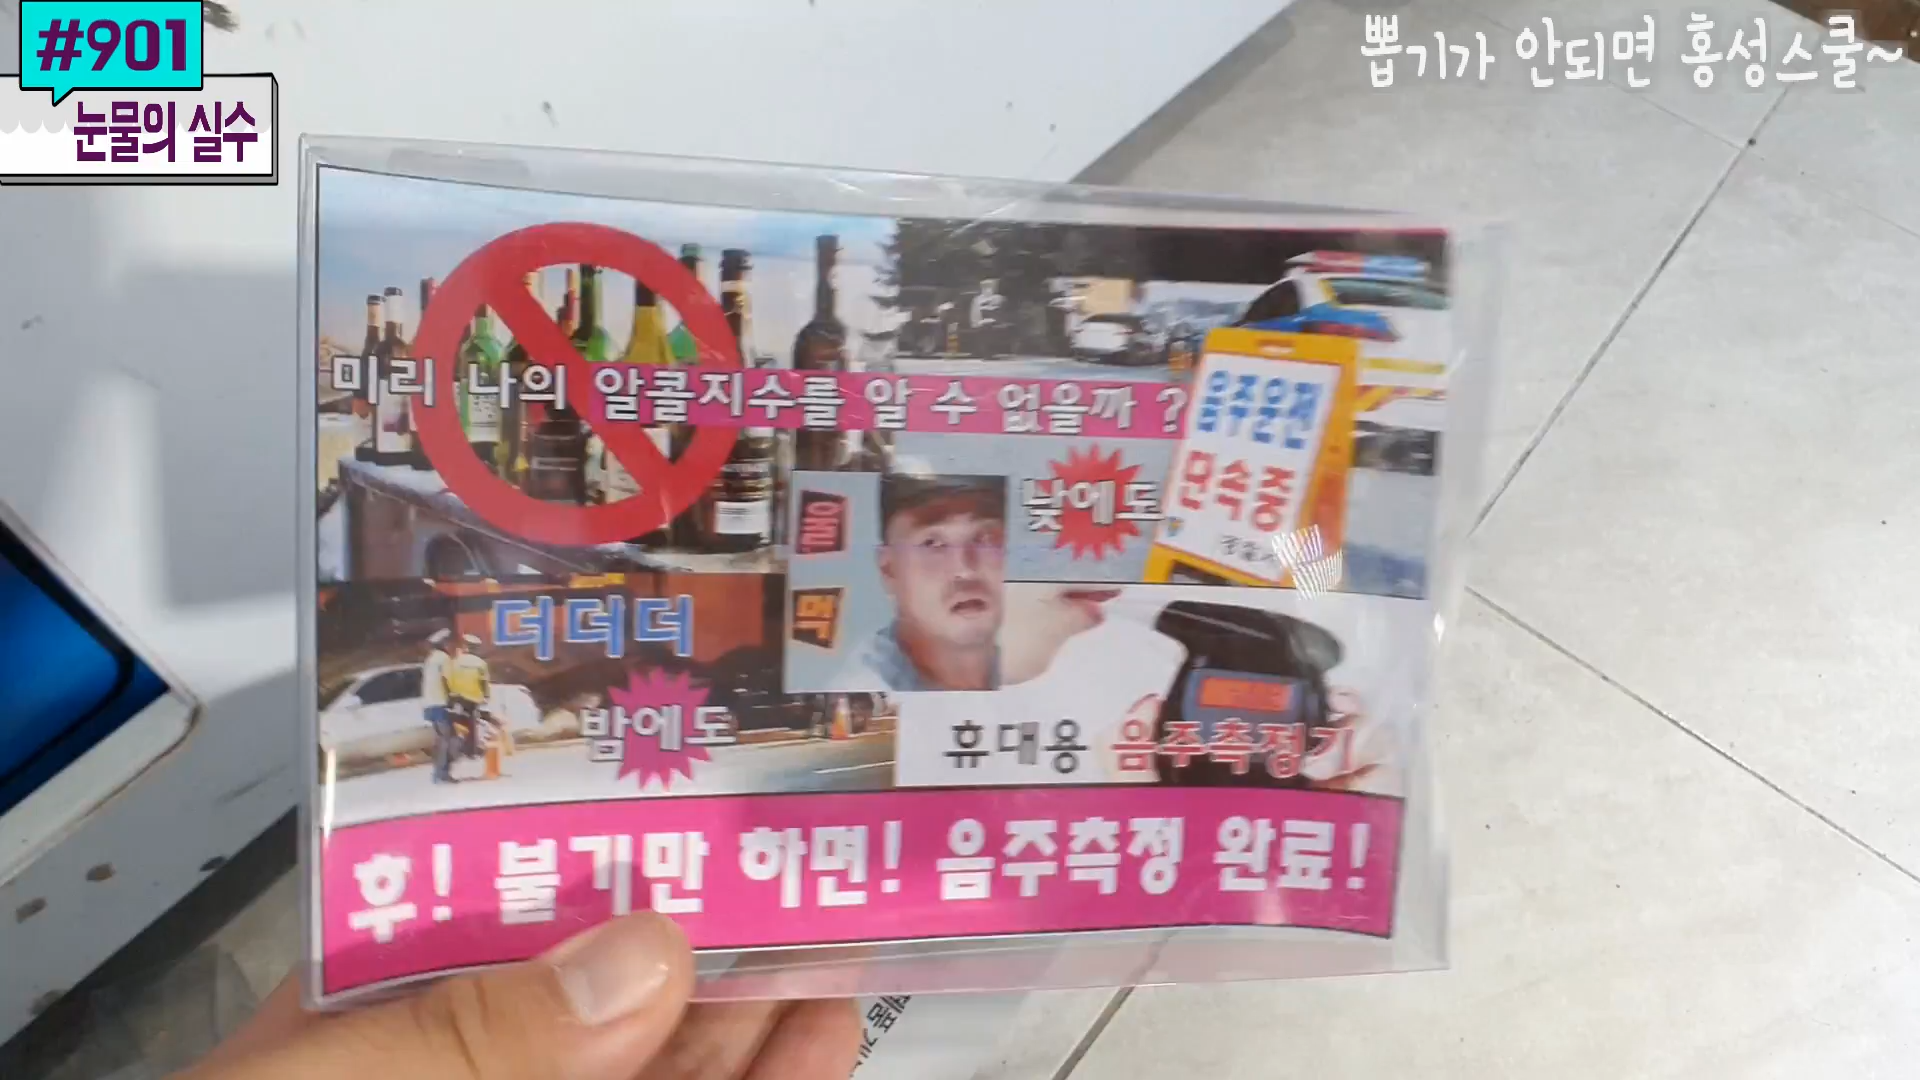 #901
눈물의 실수
뽑기가 안되면 홍성스쿨~
미리 나의 알콜지수를 알 수 없을까 ?
음주운전
단속중
낮에도
더더더
밤에도
휴대용 음주측정기
후! 불기만 하면! 음주측정 완료!